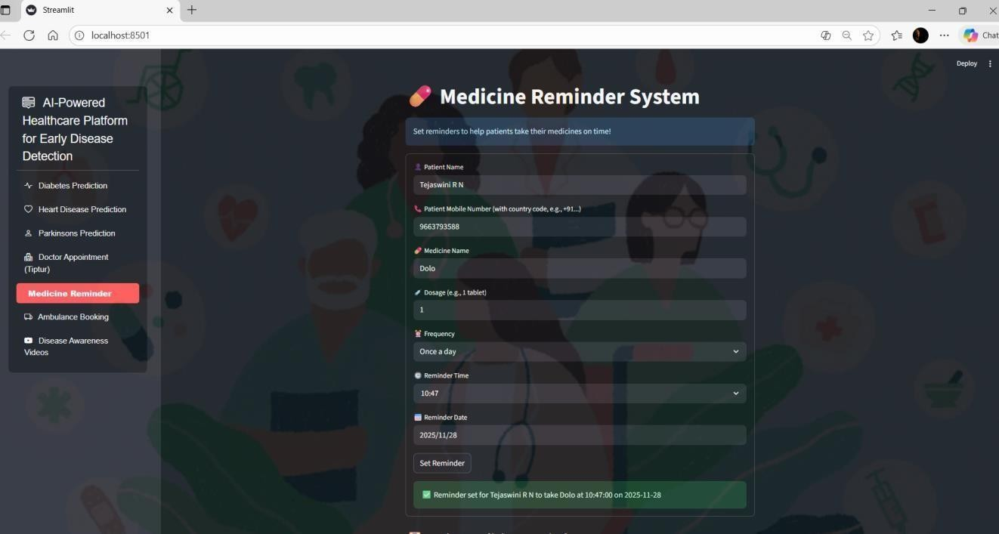 Streamlit
localhost:8501
Chat
Deploy
AI-Powered
Healthcare Platform
for Early Disease
Detection
Diabetes Prediction
Heart Disease Prediction
Parkinsons Prediction
Doctor Appointment
(Tiptur)
Medicine Reminder
Ambulance Booking
Disease Awareness
Videos
Medicine Reminder System
Set reminders to help patients take their medicines on time!
Patient Name
Tejaswini R N
Patient Mobile Number (with country code, e.g., +91...)
9663793588
Medicine Name
Dolo
Dosage (e.g., 1 tablet)
1
Frequency
Once a day
Reminder Time
10:47
Reminder Date
2025/11/28
Set Reminder
Reminder set for Tejaswini R N to take Dolo at 10:47:00 on 2025-11-28